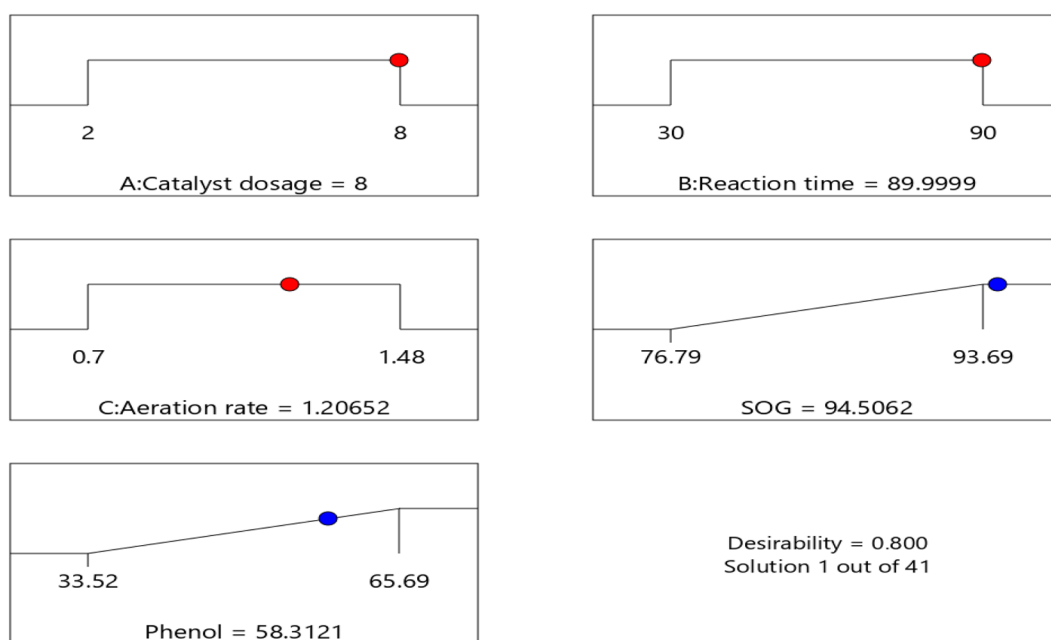 2 8
A:Catalyst dosage = 8
30 90
B:Reaction time = 89.9999
0.7 1.48
C:Aeration rate = 1.20652
76.79 93.69
SOG = 94.5062
33.52 65.69
Phenol = 58.3121
Desirability = 0.800
Solution 1 out of 41